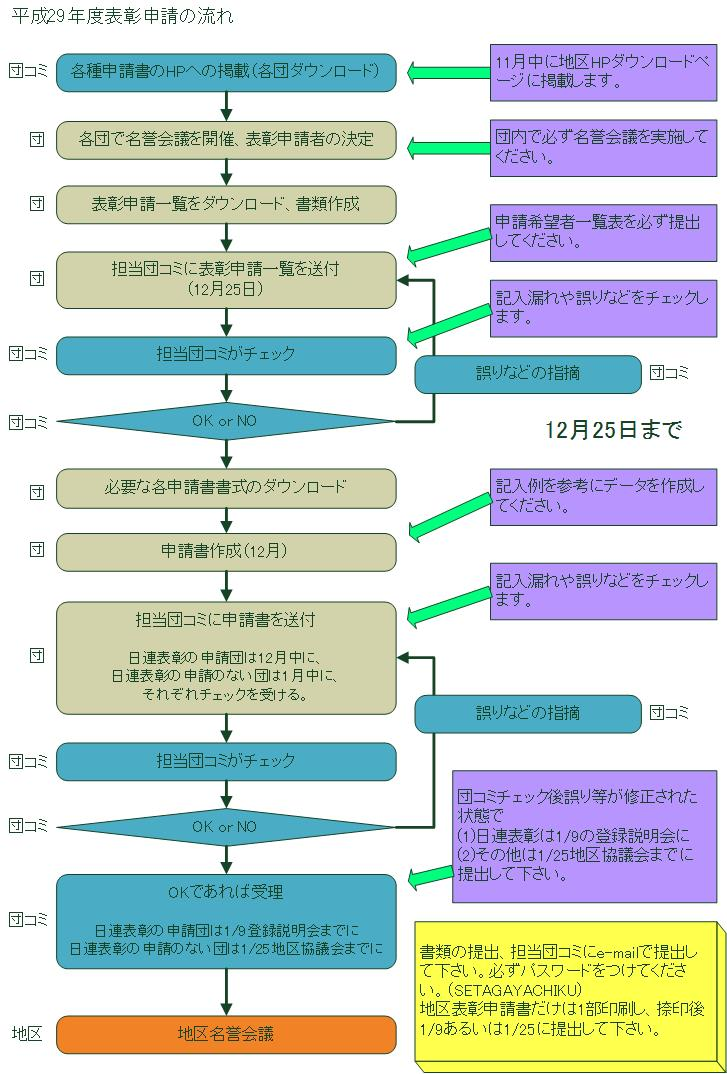 平成29年度表彰申請の流れ
団コミ
各種申請書のHPへの掲載(各団ダウンロード)
11月中に地区HPダウンロードペ
ージに掲載します。
団
各団で名誉会議を開催、表彰申請者の決定
団内で必ず名誉会議を実施して
ください。
団
表彰申請一覧をダウンロード、書類作成
申請希望者一覧表を必ず提出
してください。
団
担当団コミに表彰申請一覧を送付
(12月25日)
記入漏れや誤りなどをチェックし
ます。
団コミ
担当団コミがチェック
誤りなどの指摘
団コミ
団コミ
OK or NO
12月25日まで
団
必要な各申請書書式のダウンロード
記入例を参考にデータを作成し
てください。
団
申請書作成(12月)
記入漏れや誤りなどをチェックし
ます。
団
担当団コミに申請書を送付
日連表彰の申請団は12月中に、
日連表彰の申請のない団は1月中に、
それぞれチェックを受ける。
誤りなどの指摘
団コミ
団コミ
担当団コミがチェック
団コミ
OK or NO
団コミチェック後誤り等が修正された
状態で
(1)日連表彰は1/9の登録説明会に
(2)その他は1/25地区協議会までに
提出して下さい。
団コミ
OKであれば受理
日連表彰の申請団は1/9登録説明会までに
日連表彰の申請のない団は1/25地区協議会までに
書類の提出、担当団コミにe-mailで提出し
て下さい。必ずパスワードをつけてくださ
い。(SETAGAYACHIKU)
地区表彰申請書だけは1部印刷し、捺印後
1/9あるいは1/25に提出して下さい。
地区
地区名誉会議